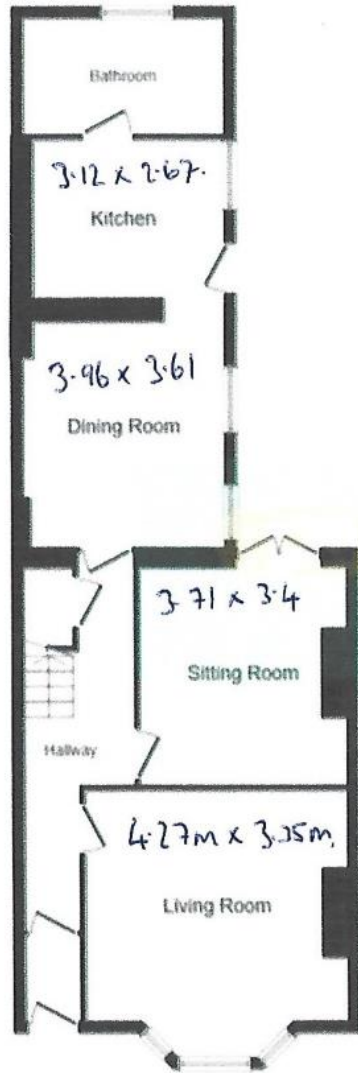 Bathroom
3.12 x 2.67.
Kitchen
3.96 x 3.61
Dining Room
3.71 x 3.4
Sitting Room
Hallway
4.27m x 3.35m.
Living Room